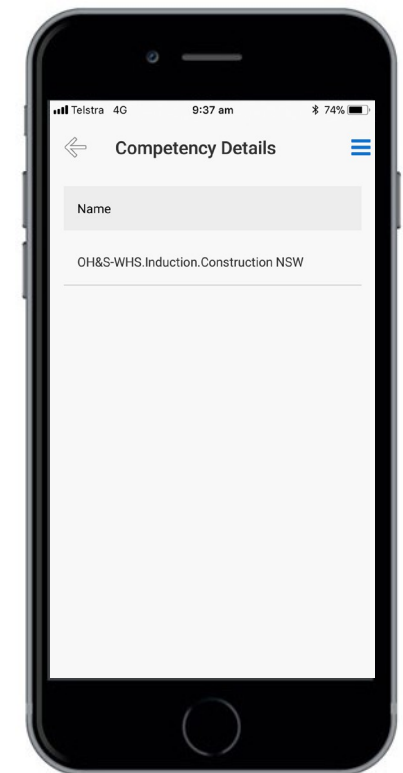 Telstra 4G 9:37 am 74%
Competency Details
Name
OH&S-WHS.Induction.Construction NSW